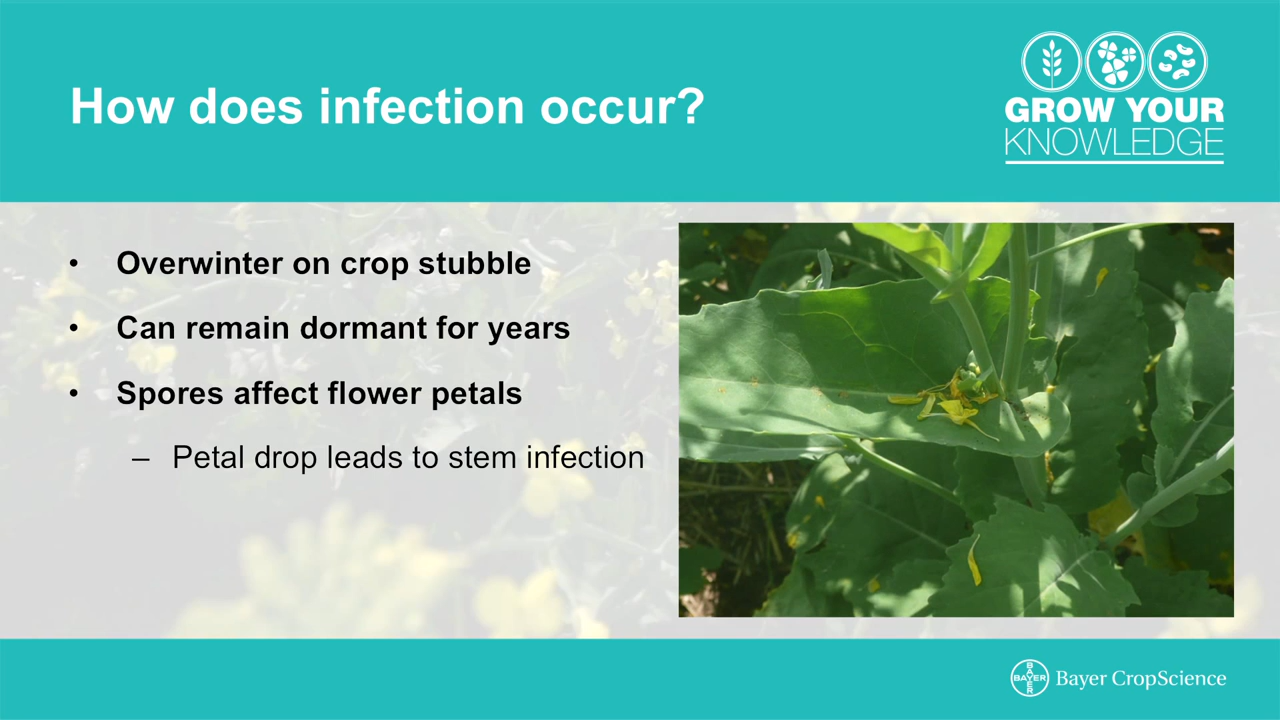 How does infection occur?
GROW YOUR
KNOWLEDGE
• Overwinter on crop stubble
• Can remain dormant for years
• Spores affect flower petals
– Petal drop leads to stem infection
BAYER
BAYER
Bayer CropScience